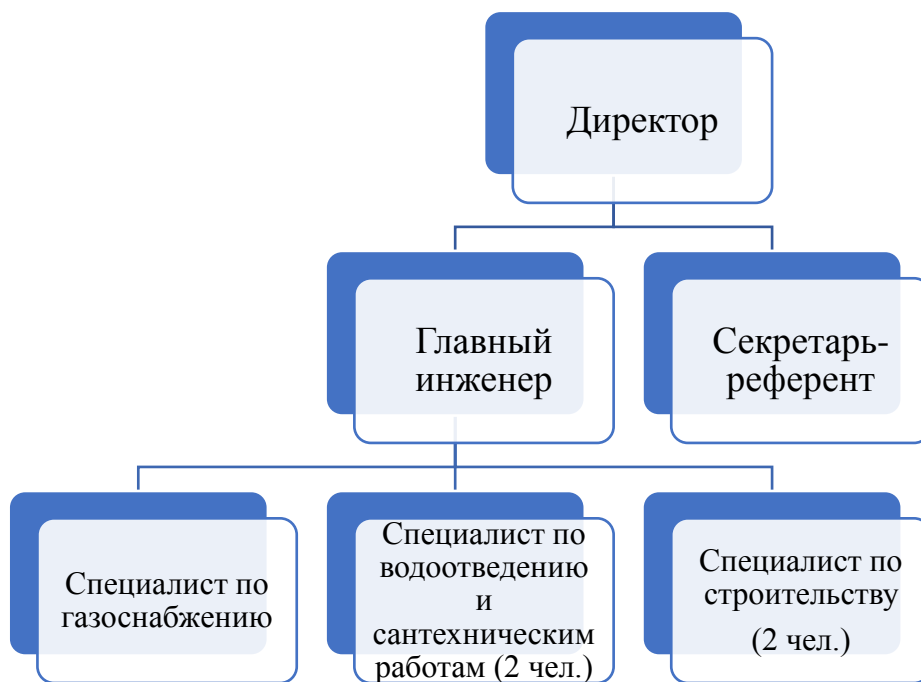 Директор
Главный
инженер
Секретарь-
референт
Специалист по
газоснабжению
Специалист по
водоотведению
и
сантехническим
работам (2 чел.)
Специалист по
строительству
(2 чел.)